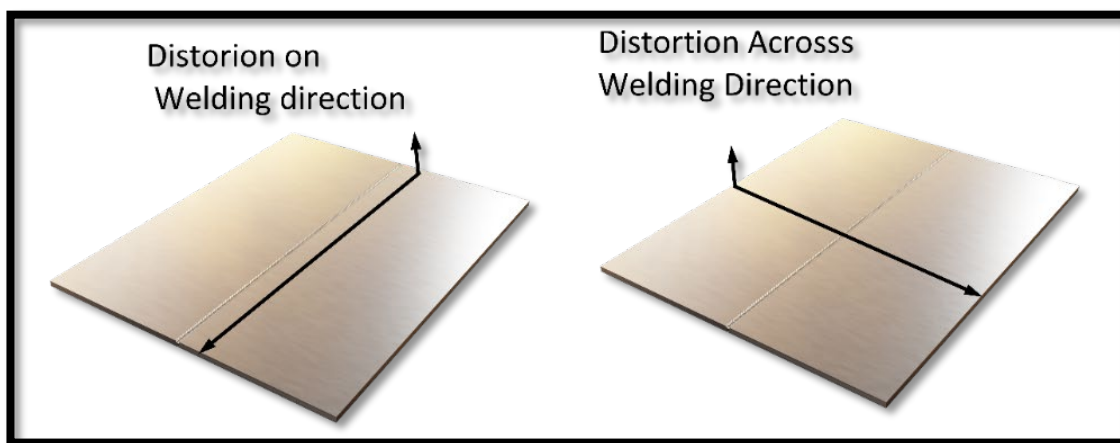 Distorion on
Welding direction
Distortion Acrosss
Welding Direction